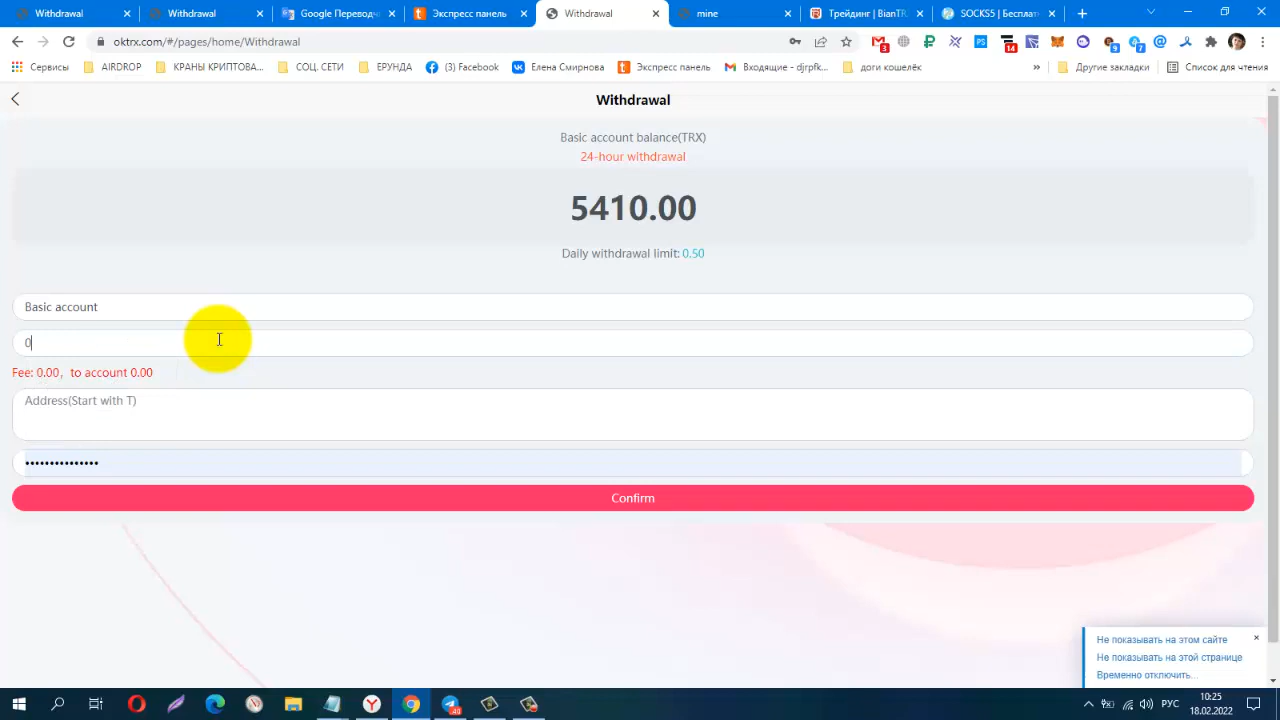 Withdrawal
Withdrawal
Google Переводч
Экспресс панель
Withdrawal
mine
Трейдинг | BianTR
SOCKS5 | Бесплат
oktrx.com/#/pages/home/Withdrawal
Сервисы
AIRDROP
КРАНЫ КРИПТОВА...
СОЦ. СЕТИ
ЕРУНДА
(3) Facebook
Елена Смирнова
Экспресс панель
Входящие - djrpfk...
доги кошелёк
»
Другие закладки
Список для чтения
Withdrawal
Basic account balance(TRX)
24-hour withdrawal
5410.00
Daily withdrawal limit: 0.50
Basic account
0
Fee: 0.00，to account 0.00
Address(Start with T)
•••••••••••••••
Confirm
Не показывать на этом сайте
Не показывать на этой странице
Временно отключить...
РУС
10:25
18.02.2022